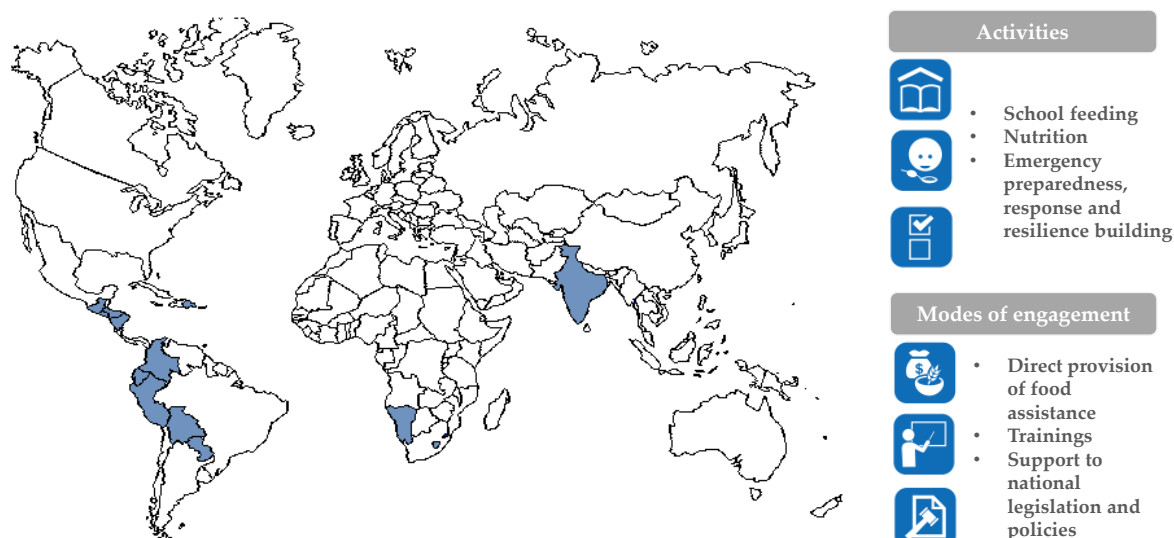 Activities
• School feeding
• Nutrition
• Emergency
preparedness,
response and
resilience building
Modes of engagement
$
• Direct provision
of food
assistance
• Trainings
• Support to
national
legislation and
policies